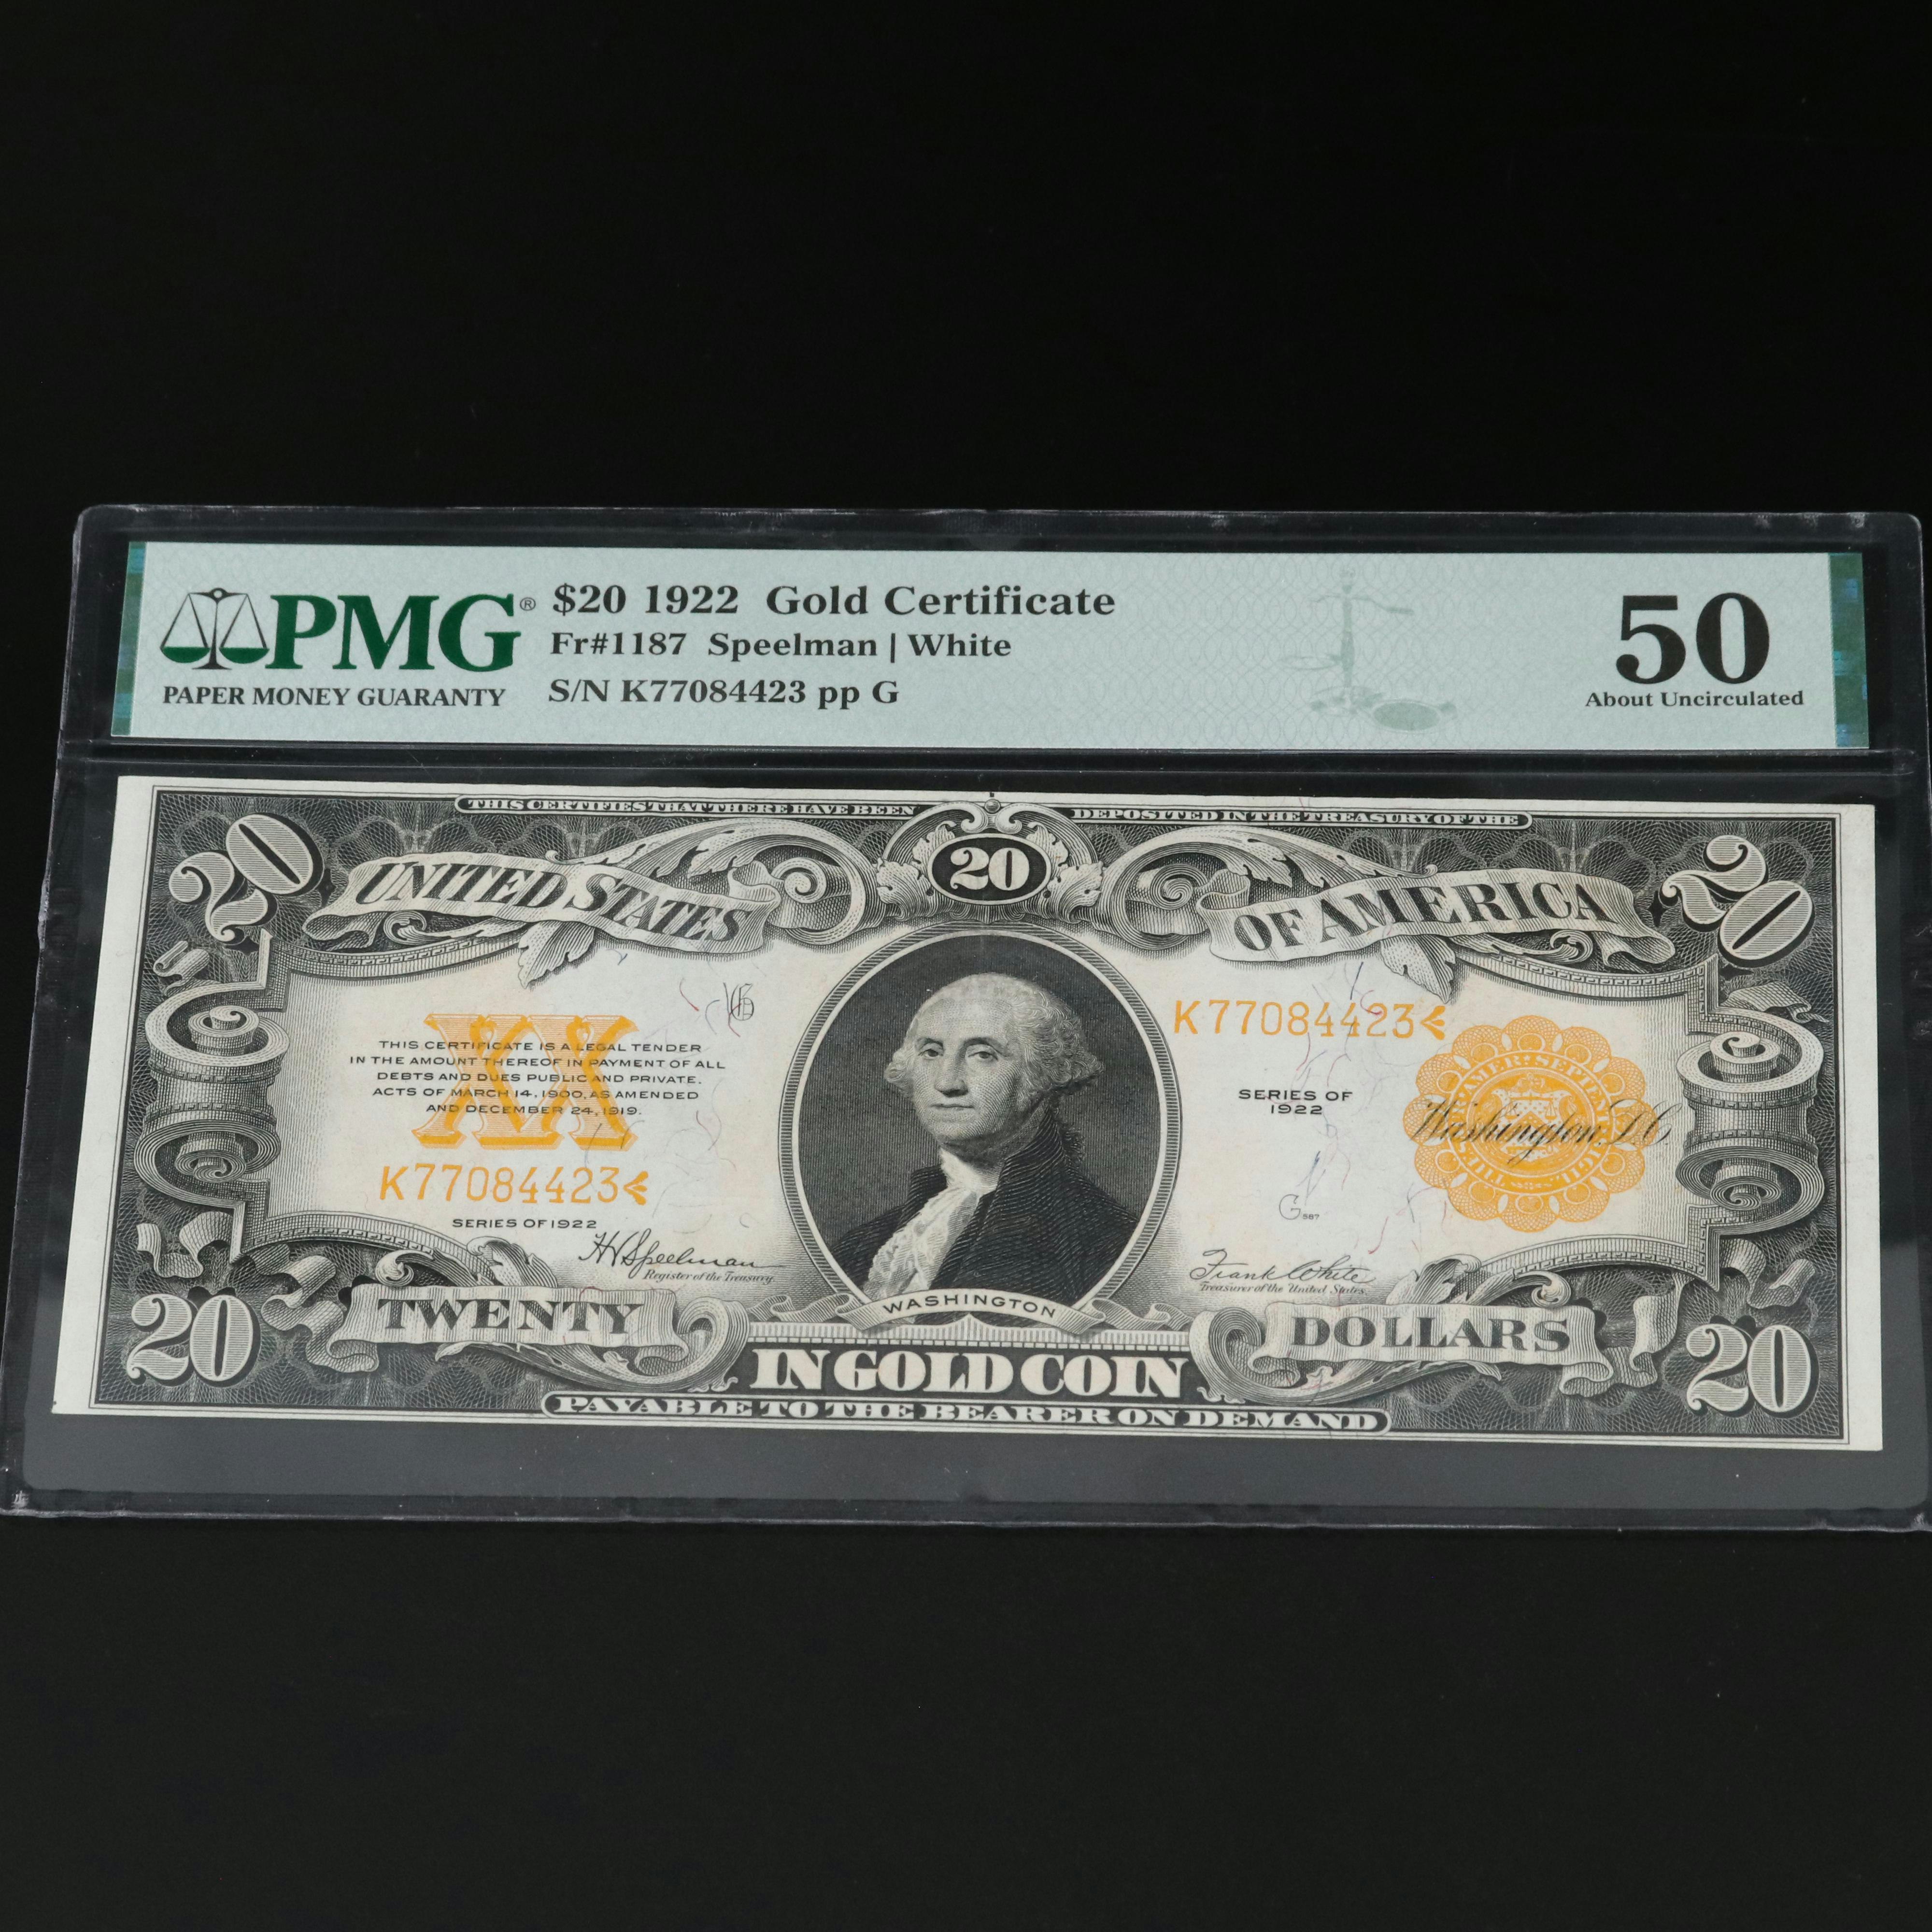 PMG®
PAPER MONEY GUARANTY
$20 1922 Gold Certificate
Fr#1187 Speelman | White
S/N K77084423 pp G
50
About Uncirculated
THIS CERTIFIES THAT THERE HAVE BEEN DEPOSITED IN THE TREASURY OF THE
20 20 20
UNITED STATES OF AMERICA
XX
THIS CERTIFICATE IS A LEGAL TENDER
IN THE AMOUNT THEREOF IN PAYMENT OF ALL
DEBTS AND DUES PUBLIC AND PRIVATE.
ACTS OF MARCH 14, 1900, AS AMENDED
AND DECEMBER 24, 1919.
K77084423
SERIES OF 1922
H V Speelman
Register of the Treasury
G
WASHINGTON
K77084423
SERIES OF
1922
Washington, D C
G 587
Frank White
Treasurer of the United States.
20 TWENTY DOLLARS 20
IN GOLD COIN
PAYABLE TO THE BEARER ON DEMAND